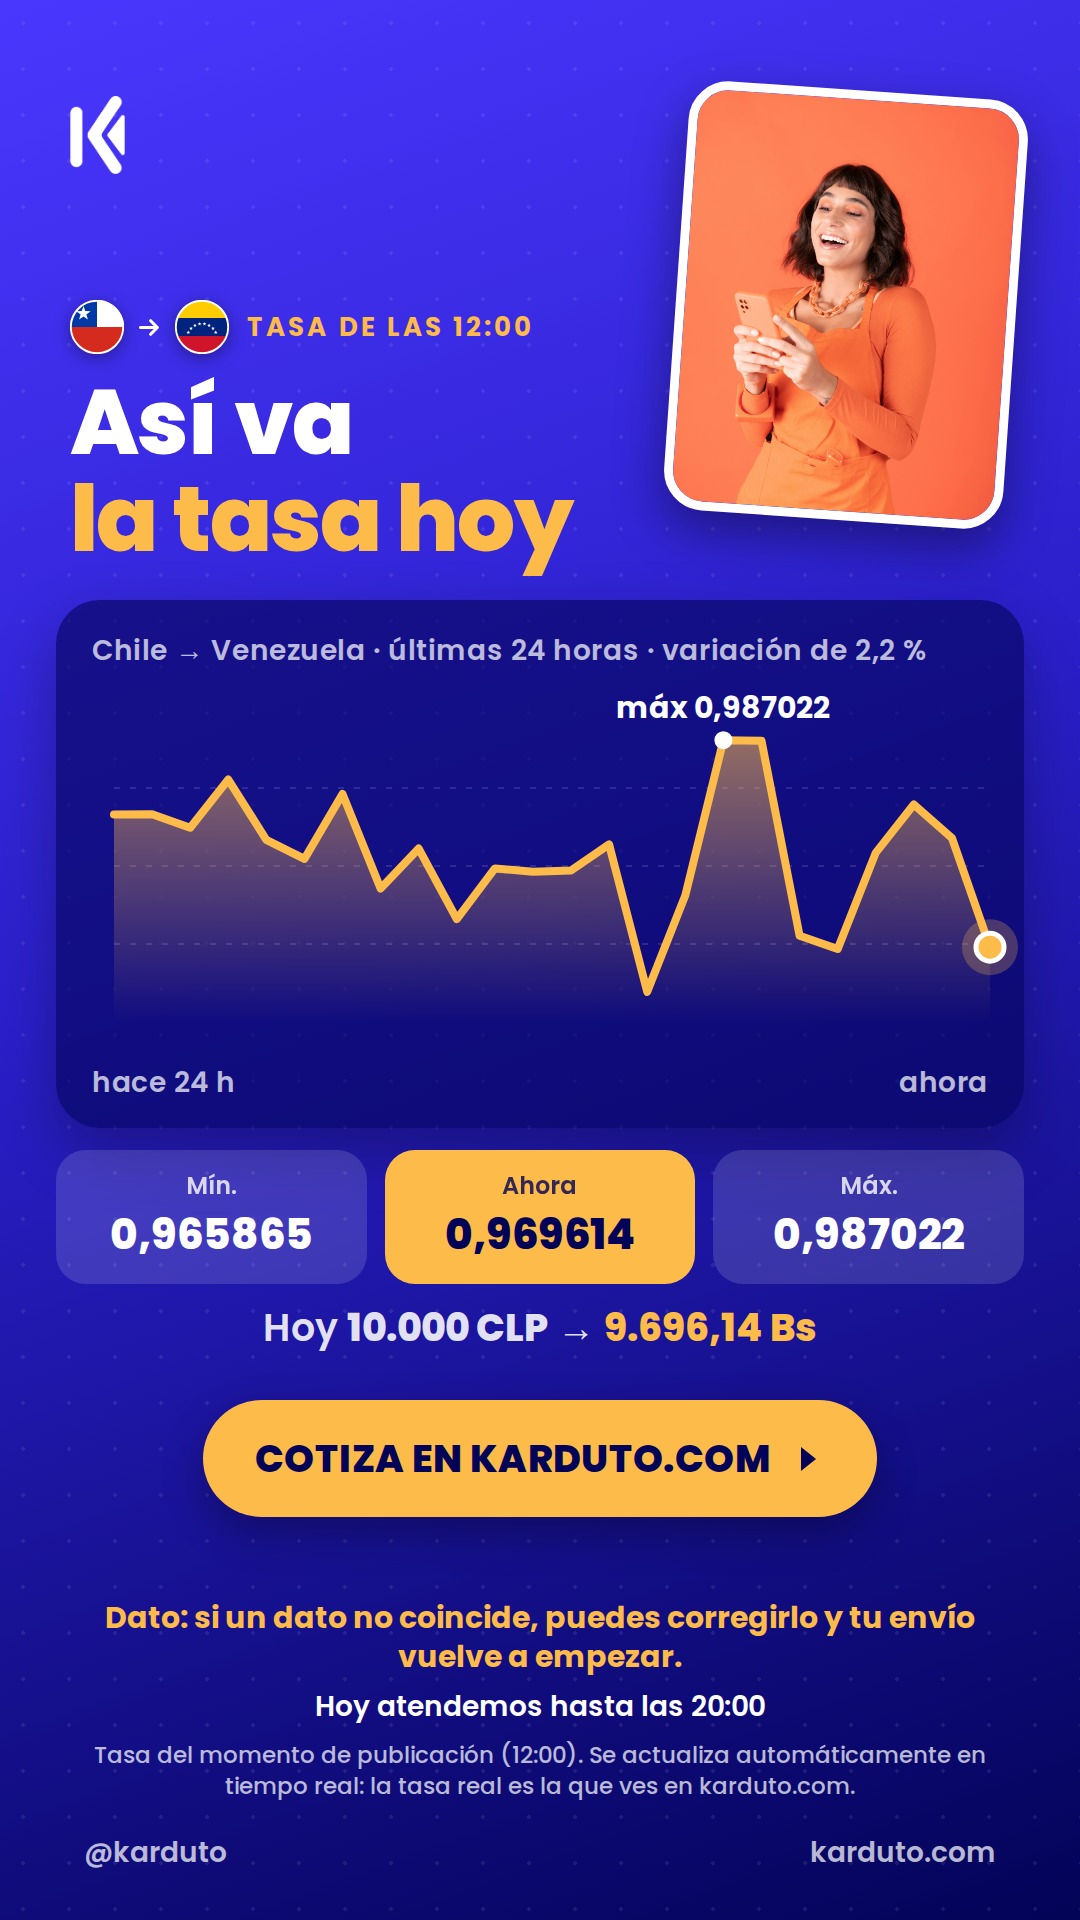 TASA DE LAS 12:00
Así va
la tasa hoy
Chile → Venezuela · últimas 24 horas · variación de 2,2 %
máx 0,987022
hace 24 h
ahora
Mín.
0,965865
Ahora
0,969614
Máx.
0,987022
Hoy 10.000 CLP → 9.696,14 Bs
COTIZA EN KARDUTO.COM
Dato: si un dato no coincide, puedes corregirlo y tu envío
vuelve a empezar.
Hoy atendemos hasta las 20:00
Tasa del momento de publicación (12:00). Se actualiza automáticamente en
tiempo real: la tasa real es la que ves en karduto.com.
@karduto
karduto.com